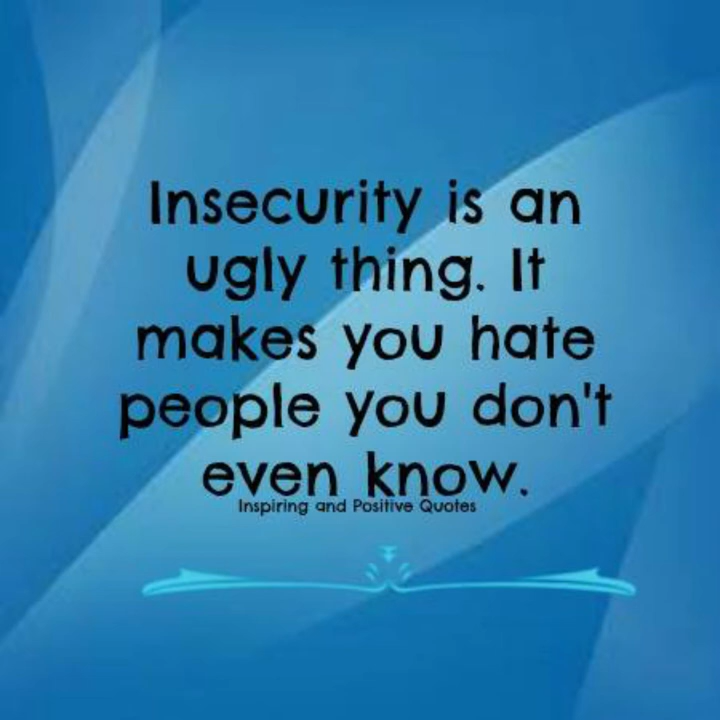 Insecurity is an
ugly thing. It
makes you hate
people you don't
even know.
Inspiring and Positive Quotes